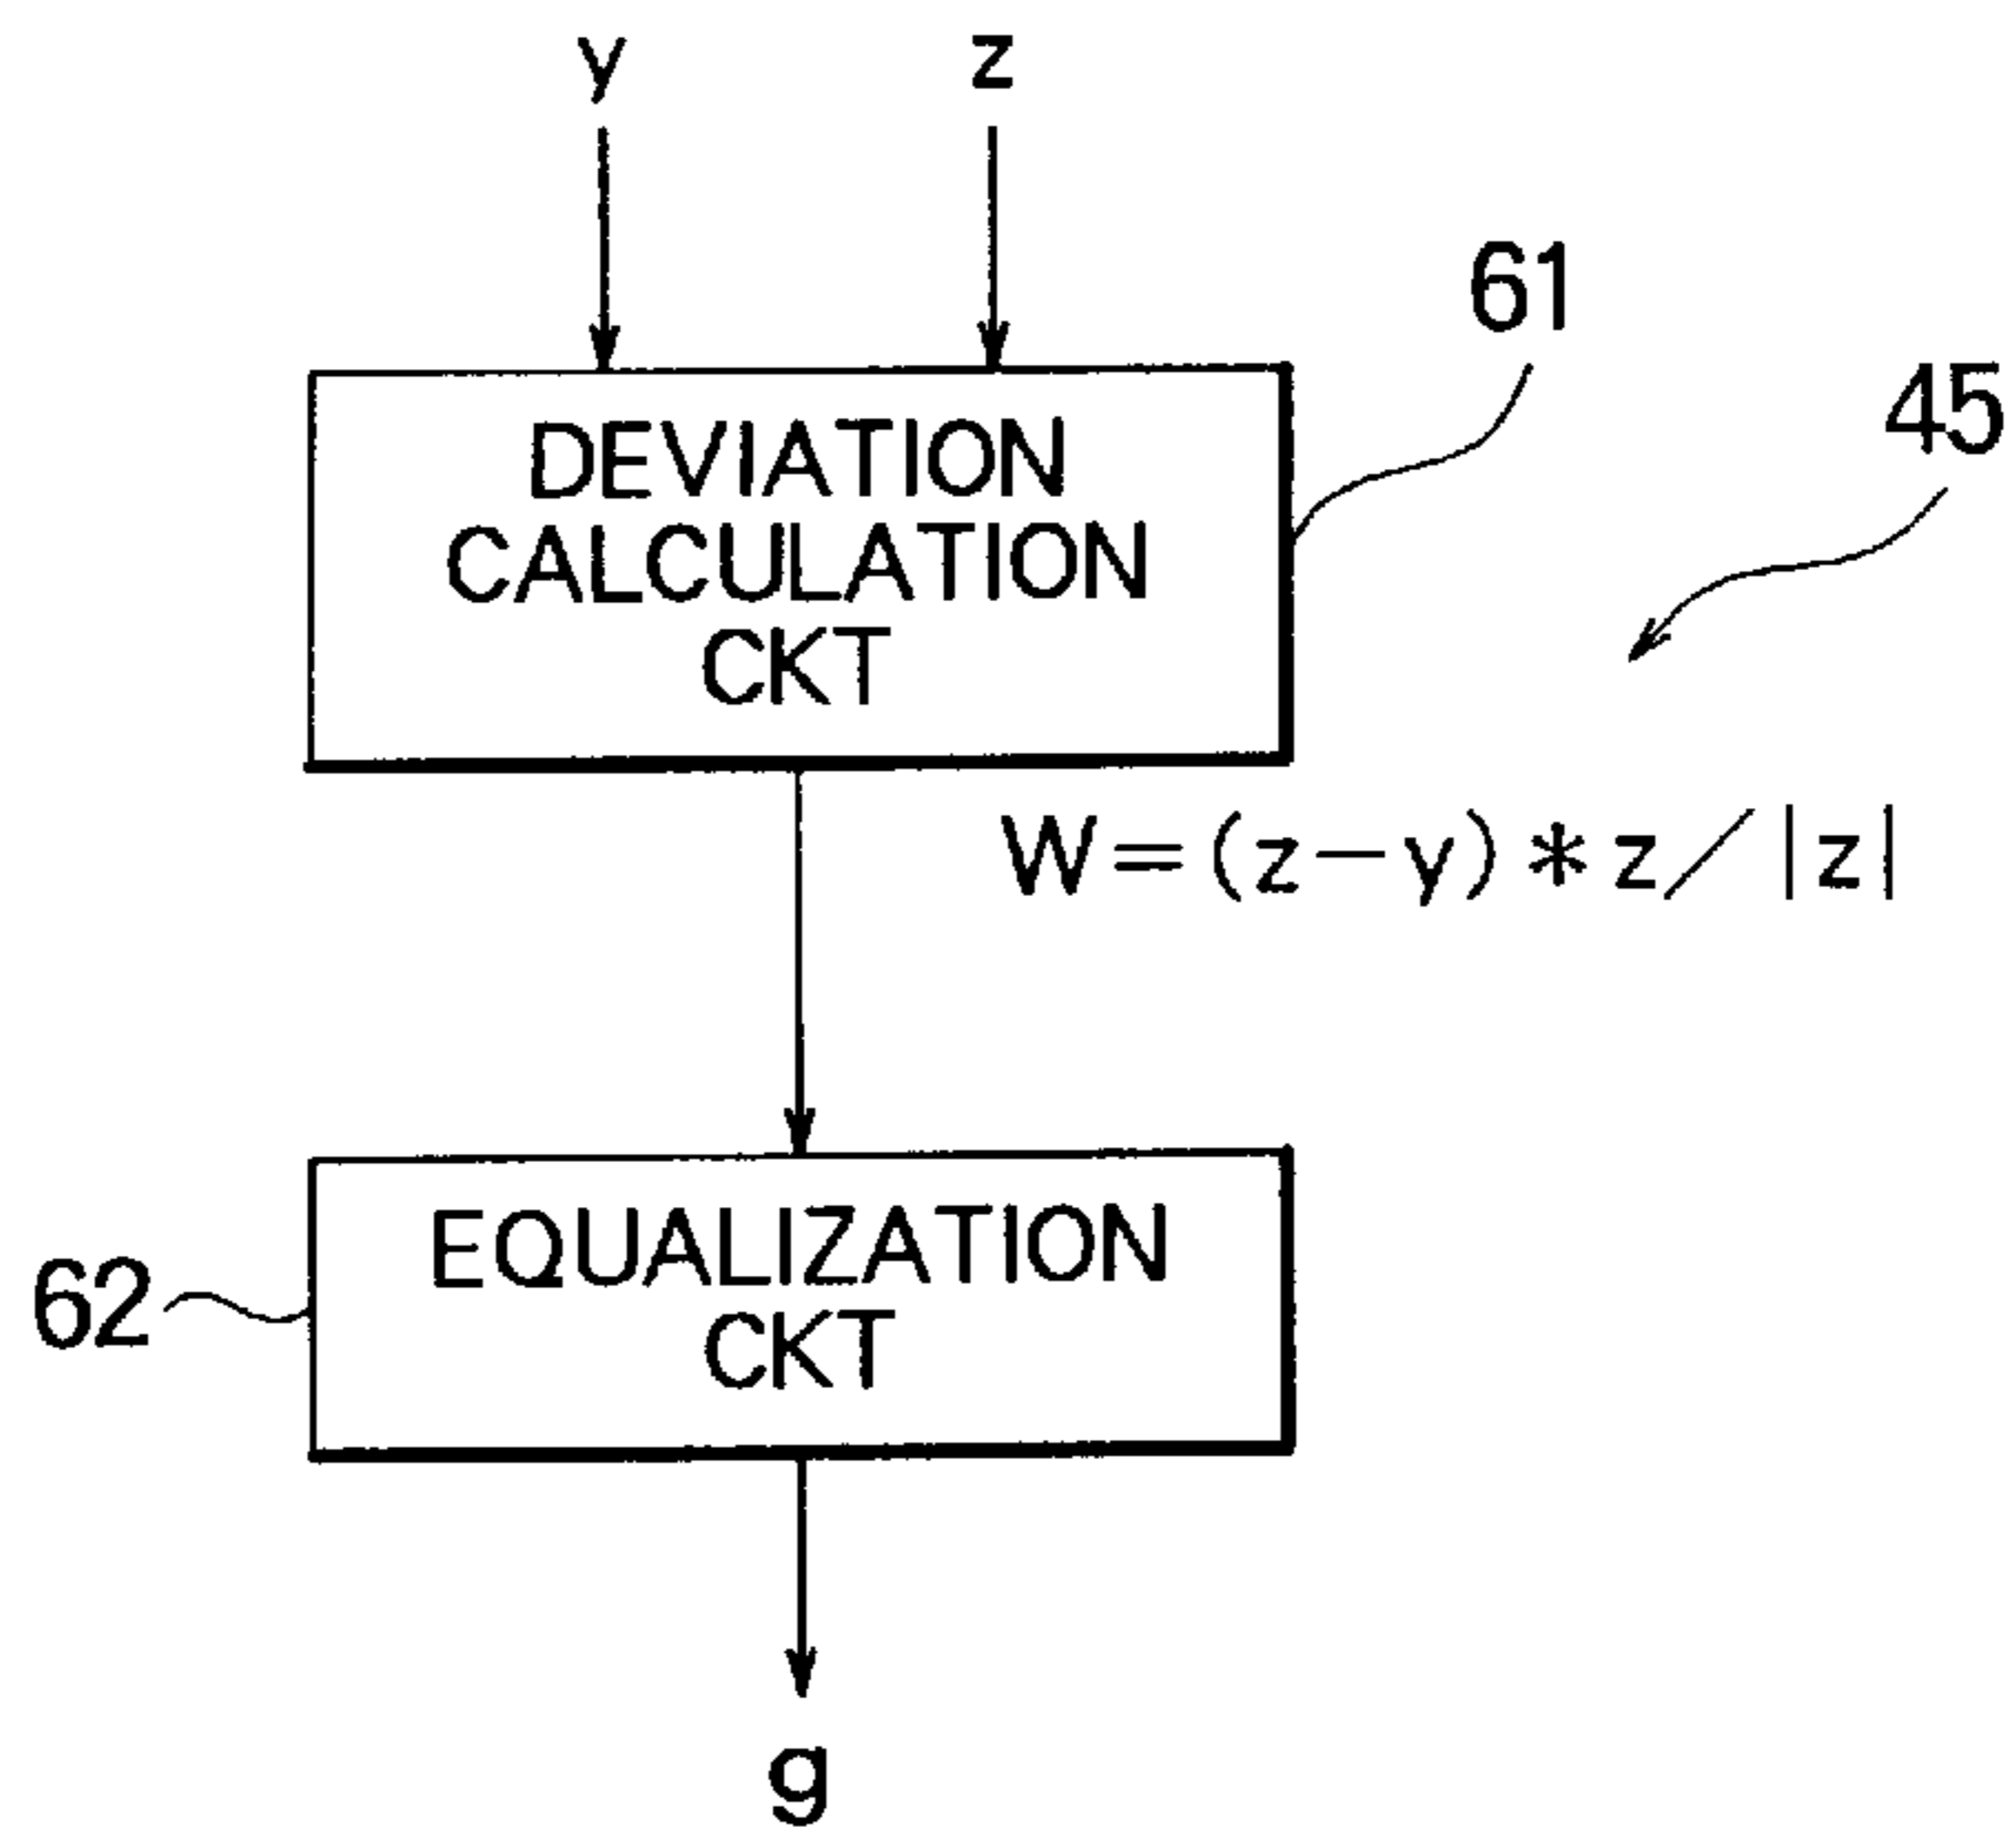 y z
61
45
DEVIATION
CALCULATION
CKT
W=(z-y)*z/|z|
EQUALIZATION
CKT
62
g